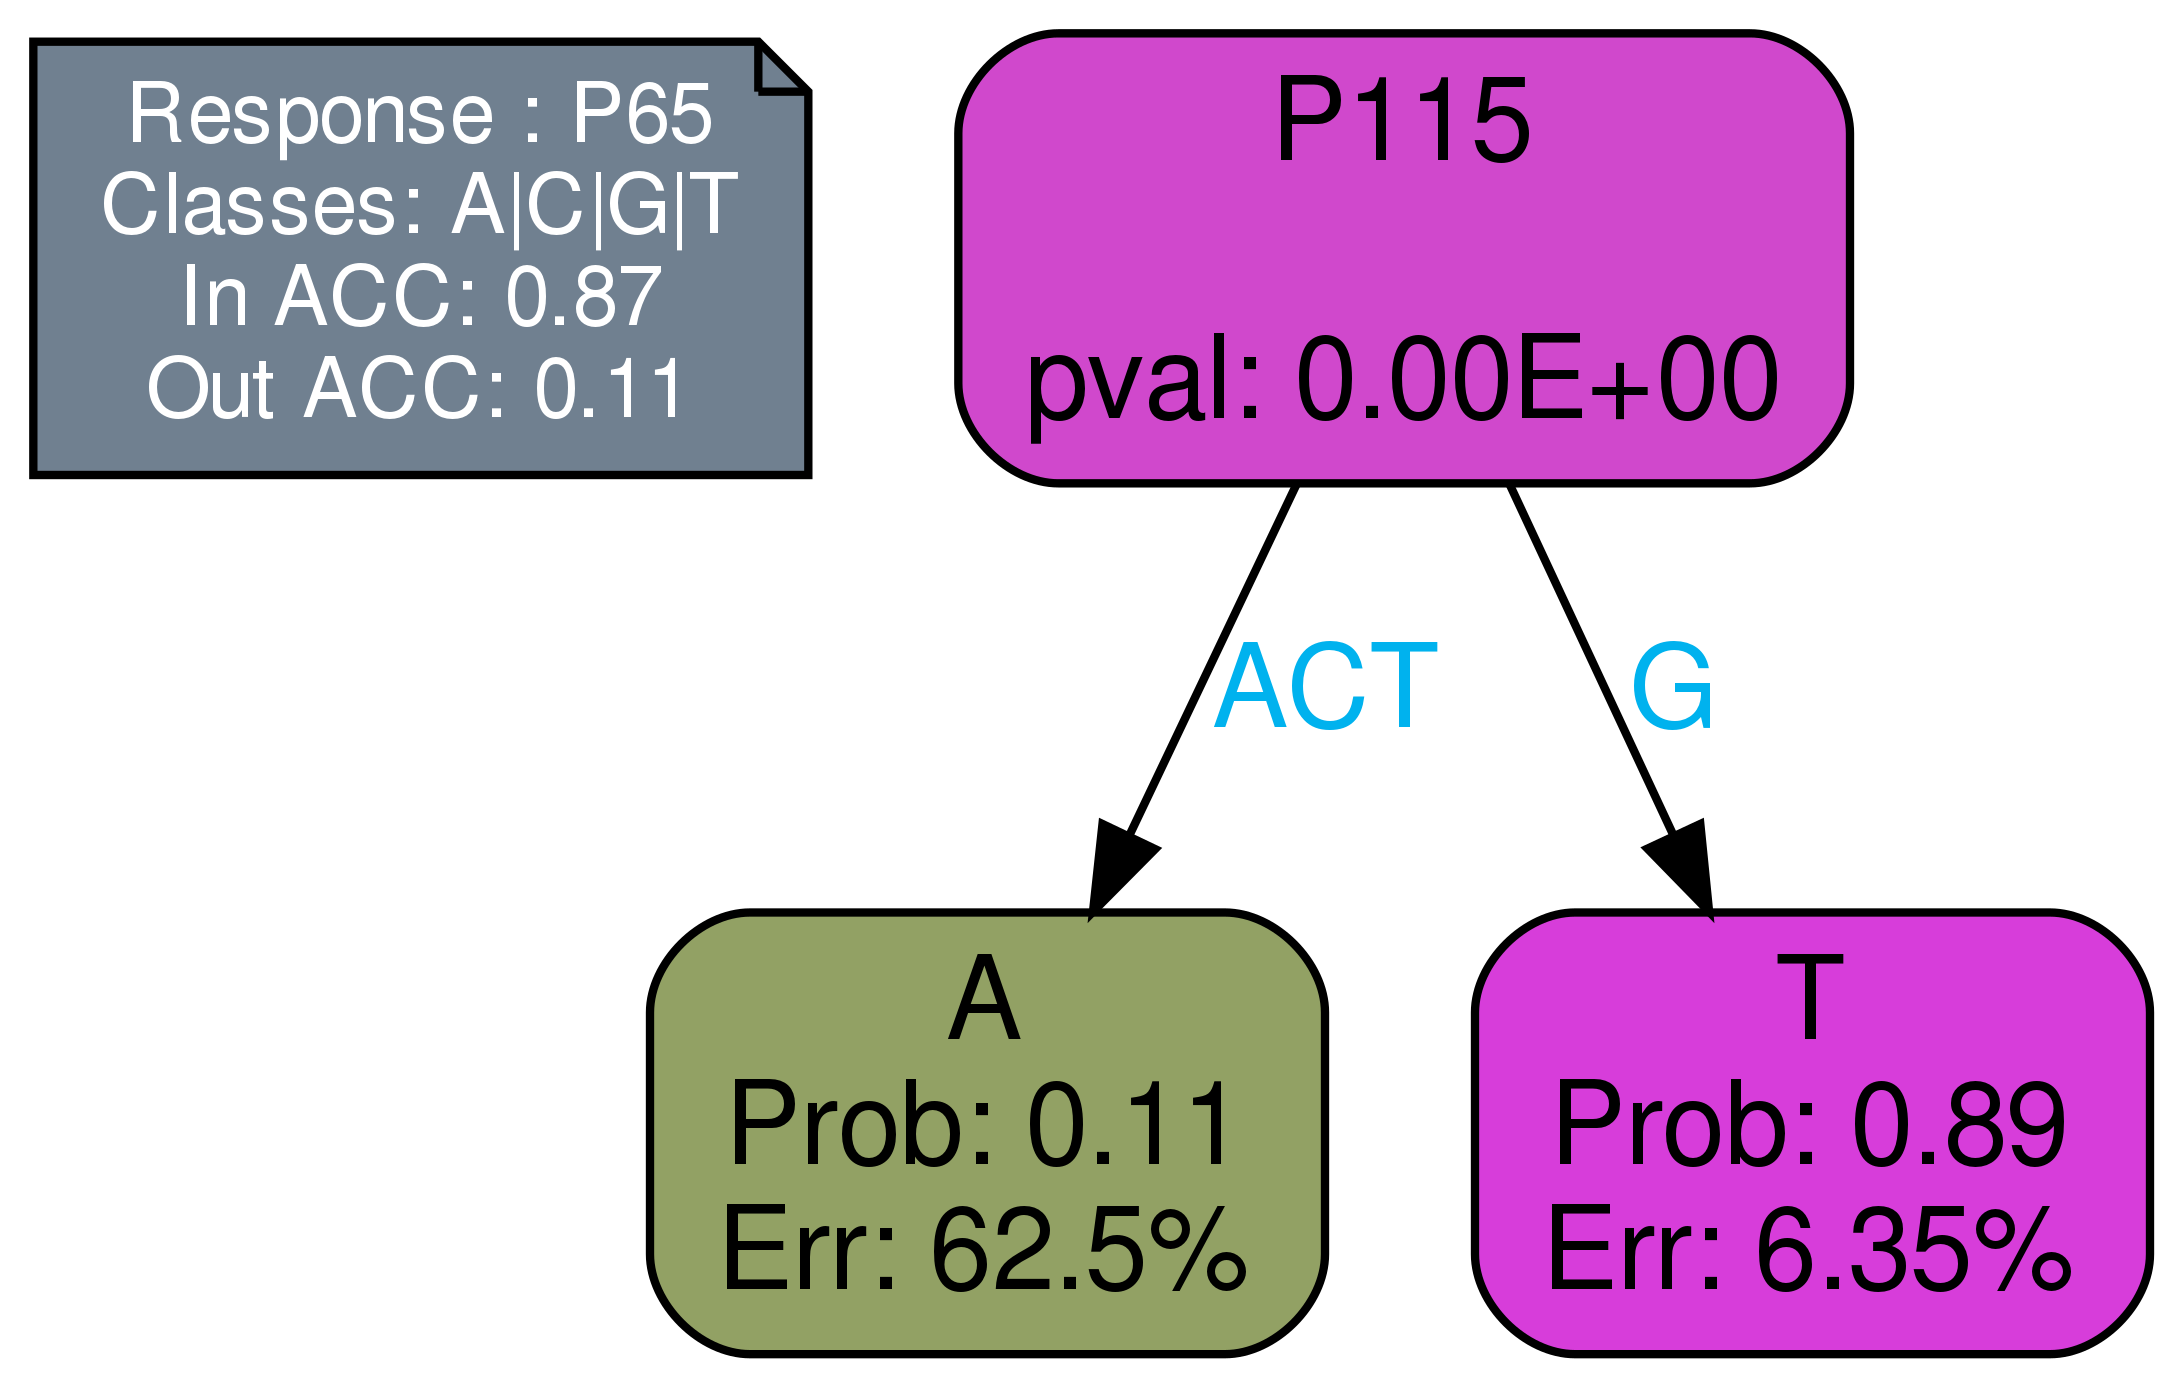 Response : P65
Classes: A|C|G|T
In ACC: 0.87
Out ACC: 0.11
P115
pval: 0.00E+00
ACT
G
A
Prob: 0.11
Err: 62.5%
T
Prob: 0.89
Err: 6.35%